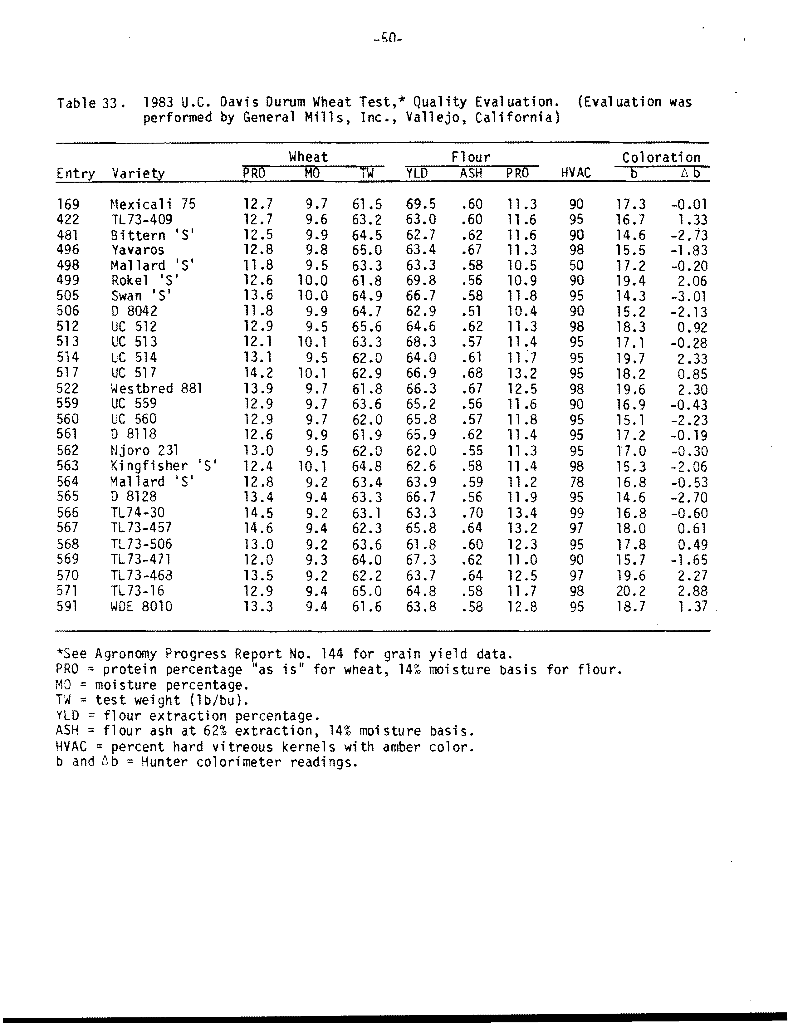 -50-
Table 33. 1983 U.C. Davis Durum Wheat Test,* Quality Evaluation. (Evaluation was
performed by General Mills, Inc., Vallejo, California)
Wheat Flour Coloration
Entry Variety PRO MO TW YLD ASH PRO HVAC b Δb
169 Mexicali 75 12.7 9.7 61.5 69.5 .60 11.3 90 17.3 -0.01
422 TL73-409 12.7 9.6 63.2 63.0 .60 11.6 95 16.7 1.33
481 Bittern 'S' 12.5 9.9 64.5 62.7 .62 11.6 90 14.6 -2.73
496 Yavaros 12.8 9.8 65.0 63.4 .67 11.3 98 15.5 -1.83
498 Mallard 'S' 11.8 9.5 63.3 63.3 .58 10.5 50 17.2 -0.20
499 Rokel 'S' 12.6 10.0 61.8 69.8 .56 10.9 90 19.4 2.06
505 Swan 'S' 13.6 10.0 64.9 66.7 .58 11.8 95 14.3 -3.01
506 D 8042 11.8 9.9 64.7 62.9 .51 10.4 90 15.2 -2.13
512 UC 512 12.9 9.5 65.6 64.6 .62 11.3 98 18.3 0.92
513 UC 513 12.1 10.1 63.3 68.3 .57 11.4 95 17.1 -0.28
514 UC 514 13.1 9.5 62.0 64.0 .61 11.7 95 19.7 2.33
517 UC 517 14.2 10.1 62.9 66.9 .68 13.2 95 18.2 0.85
522 Westbred 881 13.9 9.7 61.8 66.3 .67 12.5 98 19.6 2.30
559 UC 559 12.9 9.7 63.6 65.2 .56 11.6 90 16.9 -0.43
560 UC 560 12.9 9.7 62.0 65.8 .57 11.8 95 15.1 -2.23
561 D 8118 12.6 9.9 61.9 65.9 .62 11.4 95 17.2 -0.19
562 Njoro 231 13.0 9.5 62.0 62.0 .55 11.3 95 17.0 -0.30
563 Kingfisher 'S' 12.4 10.1 64.8 62.6 .58 11.4 98 15.3 -2.06
564 Mallard 'S' 12.8 9.2 63.4 63.9 .59 11.2 78 16.8 -0.53
565 D 8128 13.4 9.4 63.3 66.7 .56 11.9 95 14.6 -2.70
566 TL74-30 14.5 9.2 63.1 63.3 .70 13.4 99 16.8 -0.60
567 TL73-457 14.6 9.4 62.3 65.8 .64 13.2 97 18.0 0.61
568 TL73-506 13.0 9.2 63.6 61.8 .60 12.3 95 17.8 0.49
569 TL73-471 12.0 9.3 64.0 67.3 .62 11.0 90 15.7 -1.65
570 TL73-468 13.5 9.2 62.2 63.7 .64 12.5 97 19.6 2.27
571 TL73-16 12.9 9.4 65.0 64.8 .58 11.7 98 20.2 2.88
591 WDE 8010 13.3 9.4 61.6 63.8 .58 12.8 95 18.7 1.37
*See Agronomy Progress Report No. 144 for grain yield data.
PRO = protein percentage "as is" for wheat, 14% moisture basis for flour.
MO = moisture percentage.
TW = test weight (lb/bu).
YLD = flour extraction percentage.
ASH = flour ash at 62% extraction, 14% moisture basis.
HVAC = percent hard vitreous kernels with amber color.
b and Δb = Hunter colorimeter readings.